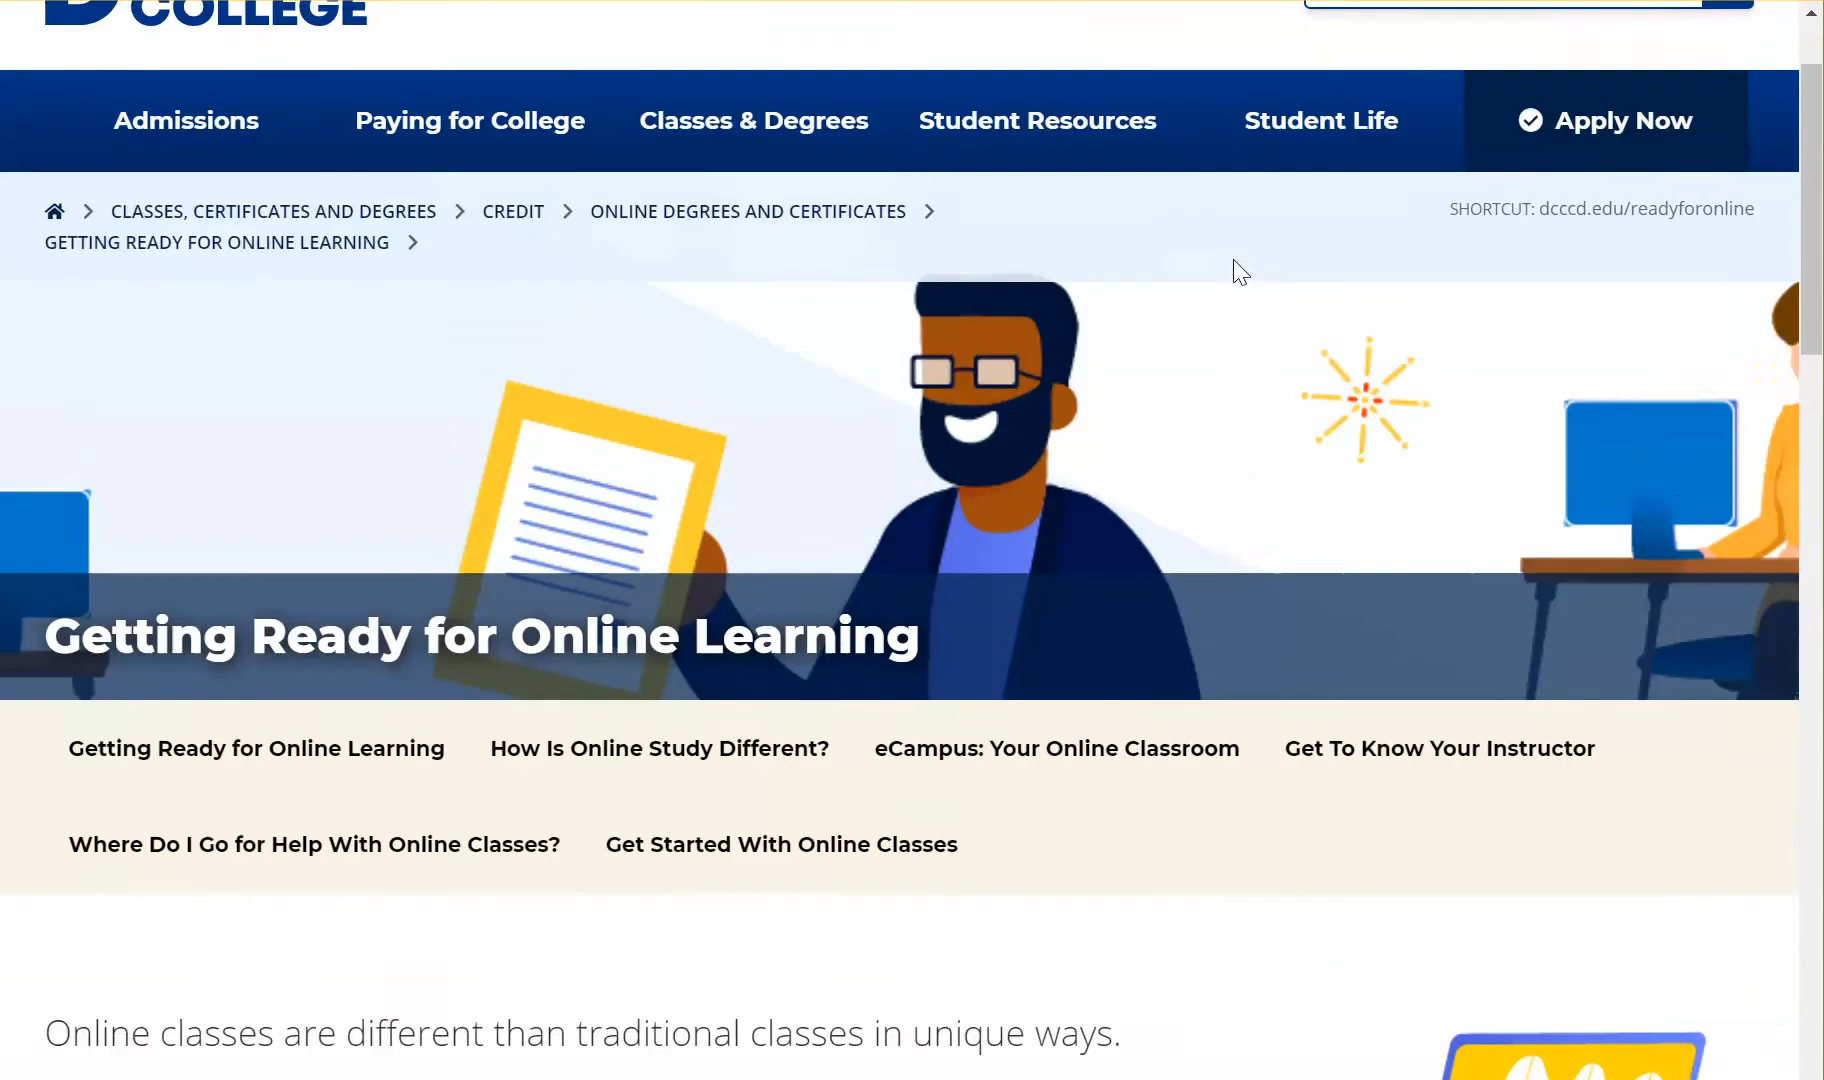 COLLEGE
Admissions
Paying for College
Classes & Degrees
Student Resources
Student Life
Apply Now
CLASSES, CERTIFICATES AND DEGREES
CREDIT
ONLINE DEGREES AND CERTIFICATES
GETTING READY FOR ONLINE LEARNING
SHORTCUT: dcccd.edu/readyforonline
Getting Ready for Online Learning
Getting Ready for Online Learning
How Is Online Study Different?
eCampus: Your Online Classroom
Get To Know Your Instructor
Where Do I Go for Help With Online Classes?
Get Started With Online Classes
Online classes are different than traditional classes in unique ways.